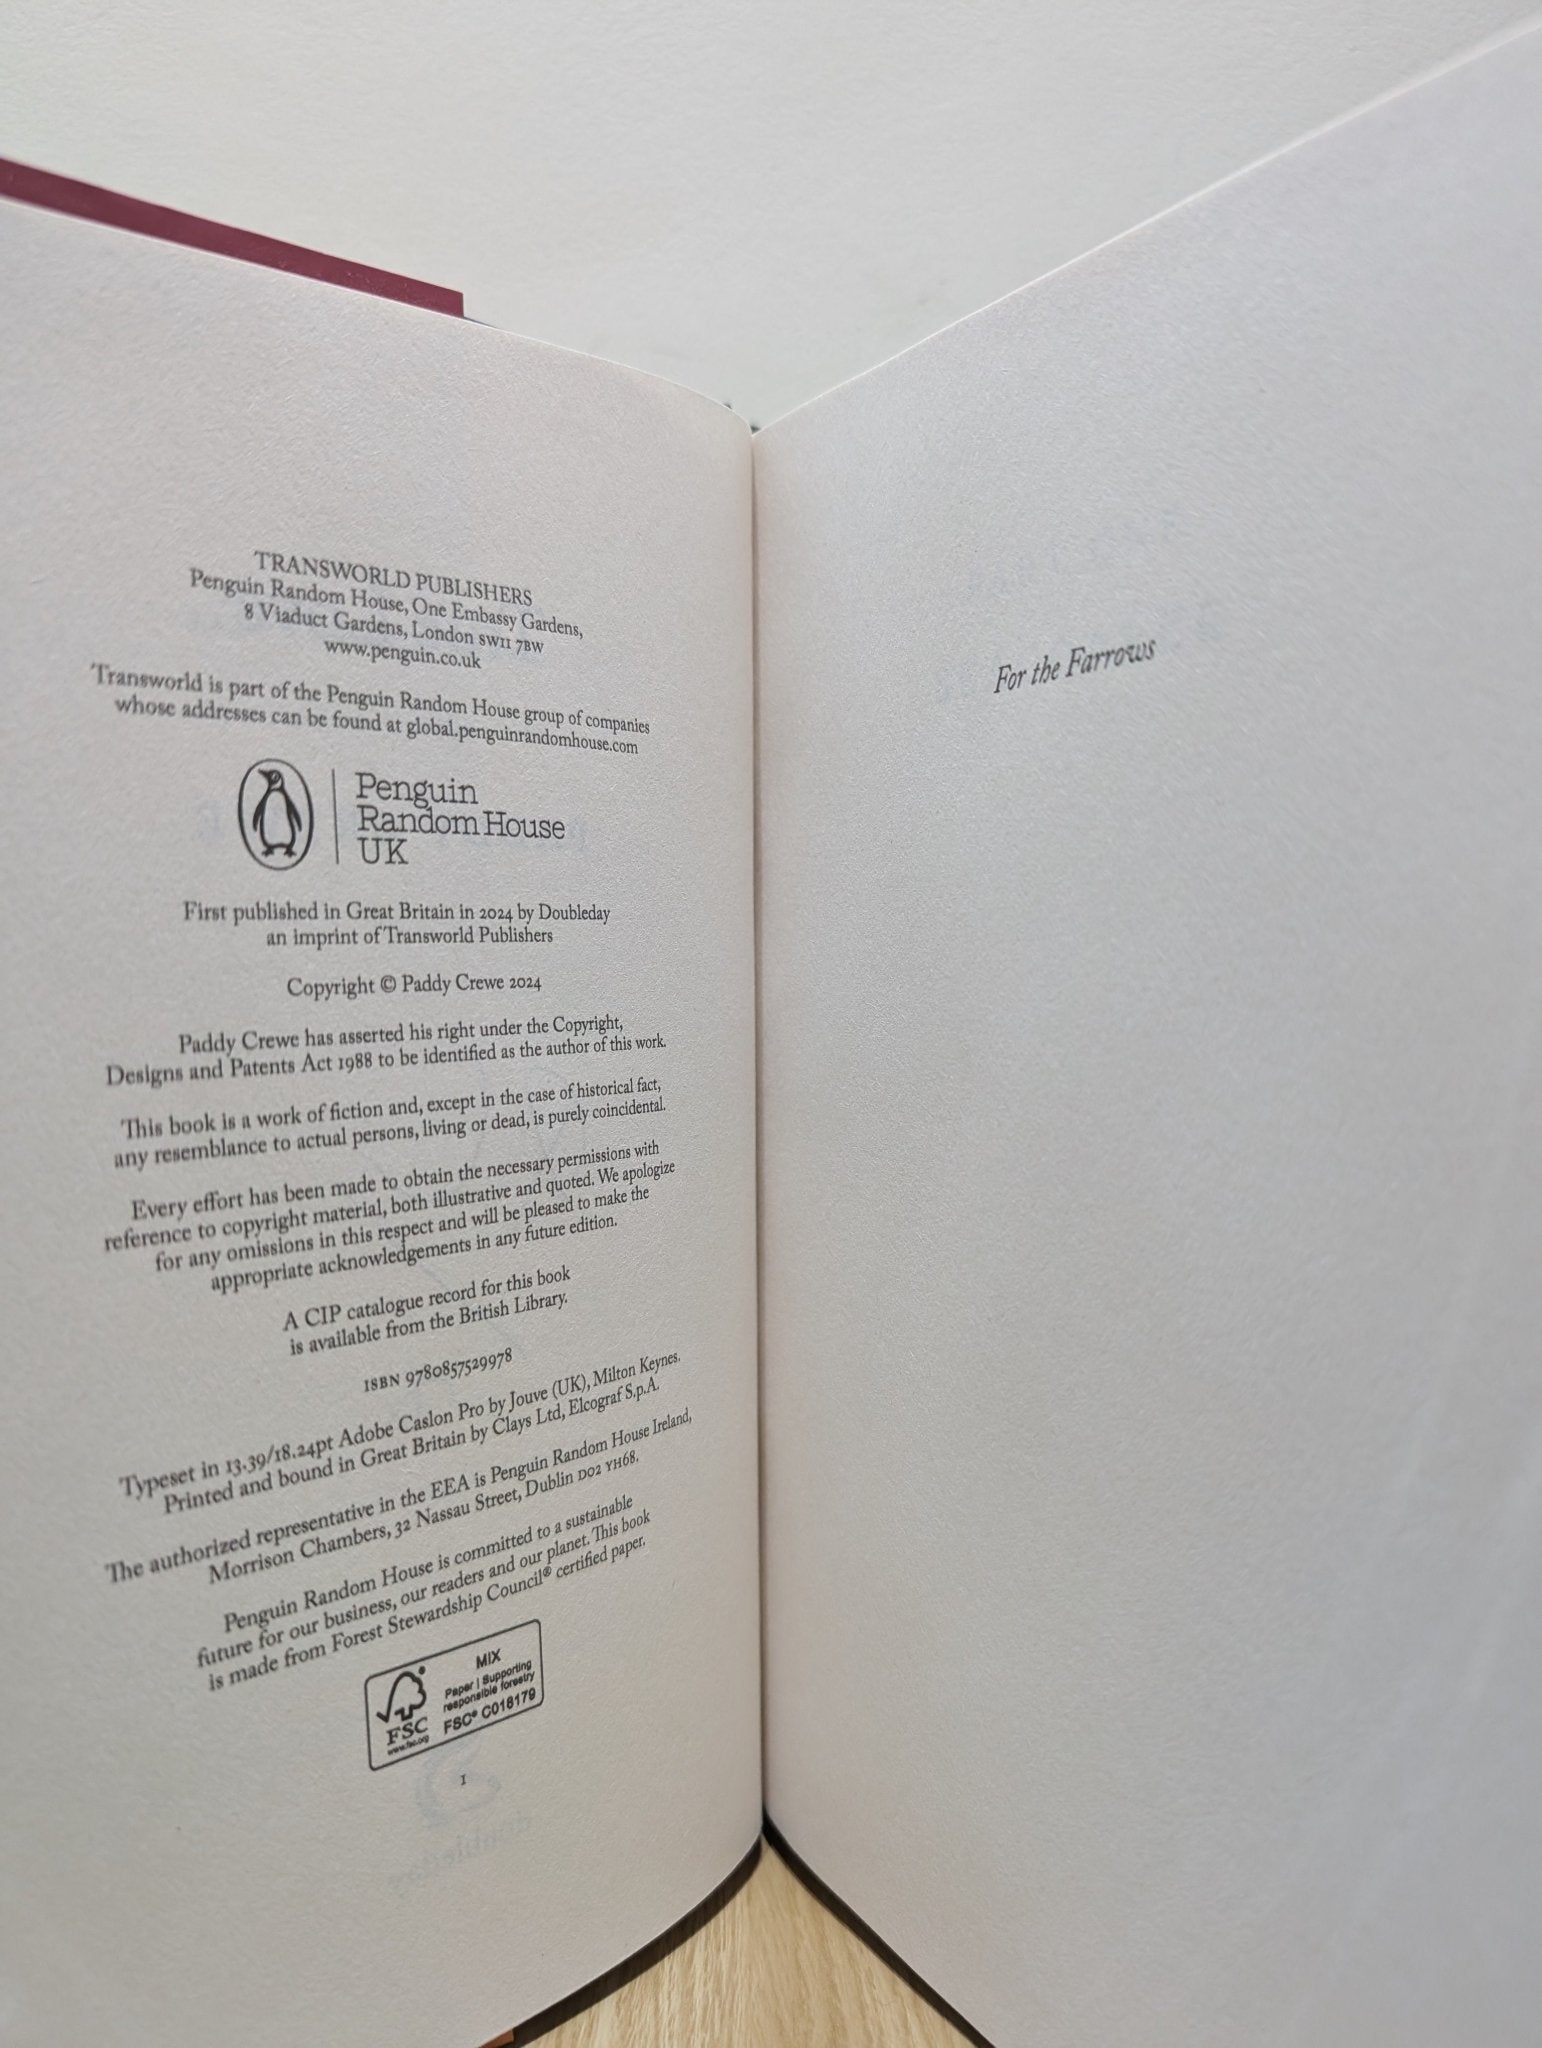 TRANSWORLD PUBLISHERS
Penguin Random House, One Embassy Gardens,
8 Viaduct Gardens, London SW11 7BW
www.penguin.co.uk
Transworld is part of the Penguin Random House group of companies
whose addresses can be found at global.penguinrandomhouse.com
Penguin
Random House
UK
First published in Great Britain in 2024 by Doubleday
an imprint of Transworld Publishers
Copyright © Paddy Crewe 2024
Paddy Crewe has asserted his right under the Copyright,
Designs and Patents Act 1988 to be identified as the author of this work.
This book is a work of fiction and, except in the case of historical fact,
any resemblance to actual persons, living or dead, is purely coincidental.
Every effort has been made to obtain the necessary permissions with
reference to copyright material, both illustrative and quoted. We apologize
for any omissions in this respect and will be pleased to make the
appropriate acknowledgements in any future edition.
A CIP catalogue record for this book
is available from the British Library.
ISBN 9780857529978
Typeset in 13.39/18.24pt Adobe Caslon Pro by Jouve (UK), Milton Keynes.
Printed and bound in Great Britain by Clays Ltd, Elcograf S.p.A.
The authorized representative in the EEA is Penguin Random House Ireland,
Morrison Chambers, 32 Nassau Street, Dublin D02 YH68.
Penguin Random House is committed to a sustainable
future for our business, our readers and our planet. This book
is made from Forest Stewardship Council® certified paper.
FSC
www.fsc.org
MIX
Paper | Supporting
responsible forestry
FSC® C018179
1
For the Farrows